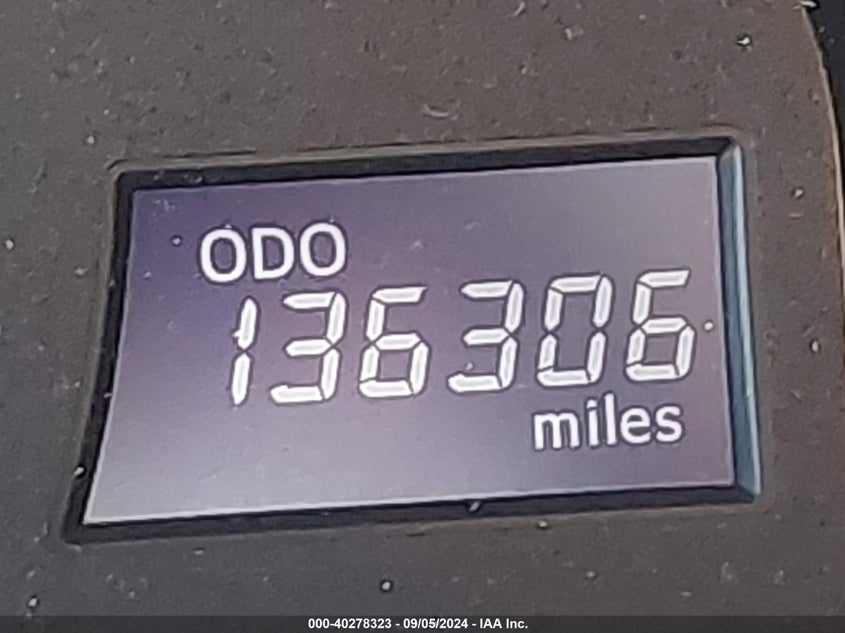 ODO
136306
miles
000-40278323 - 09/05/2024 - IAA Inc.